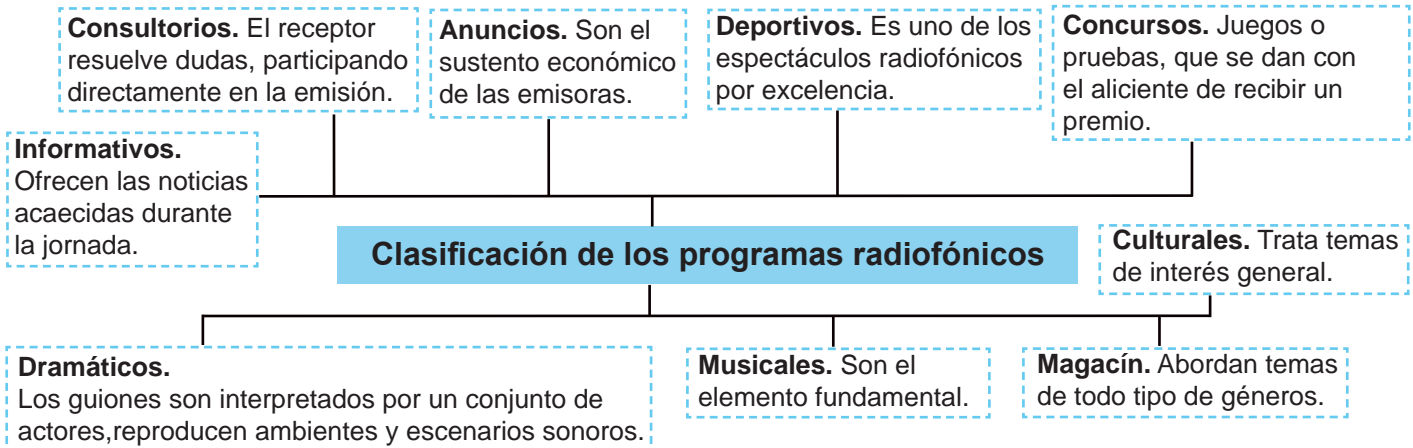 Consultorios. El receptor
resuelve dudas, participando
directamente en la emisión.
Anuncios. Son el
sustento económico
de las emisoras.
Deportivos. Es uno de los
espectáculos radiofónicos
por excelencia.
Concursos. Juegos o
pruebas, que se dan con
el aliciente de recibir un
premio.
Informativos.
Ofrecen las noticias
acaecidas durante
la jornada.
Clasificación de los programas radiofónicos
Culturales. Trata temas
de interés general.
Dramáticos.
Los guiones son interpretados por un conjunto de
actores,reproducen ambientes y escenarios sonoros.
Musicales. Son el
elemento fundamental.
Magacín. Abordan temas
de todo tipo de géneros.